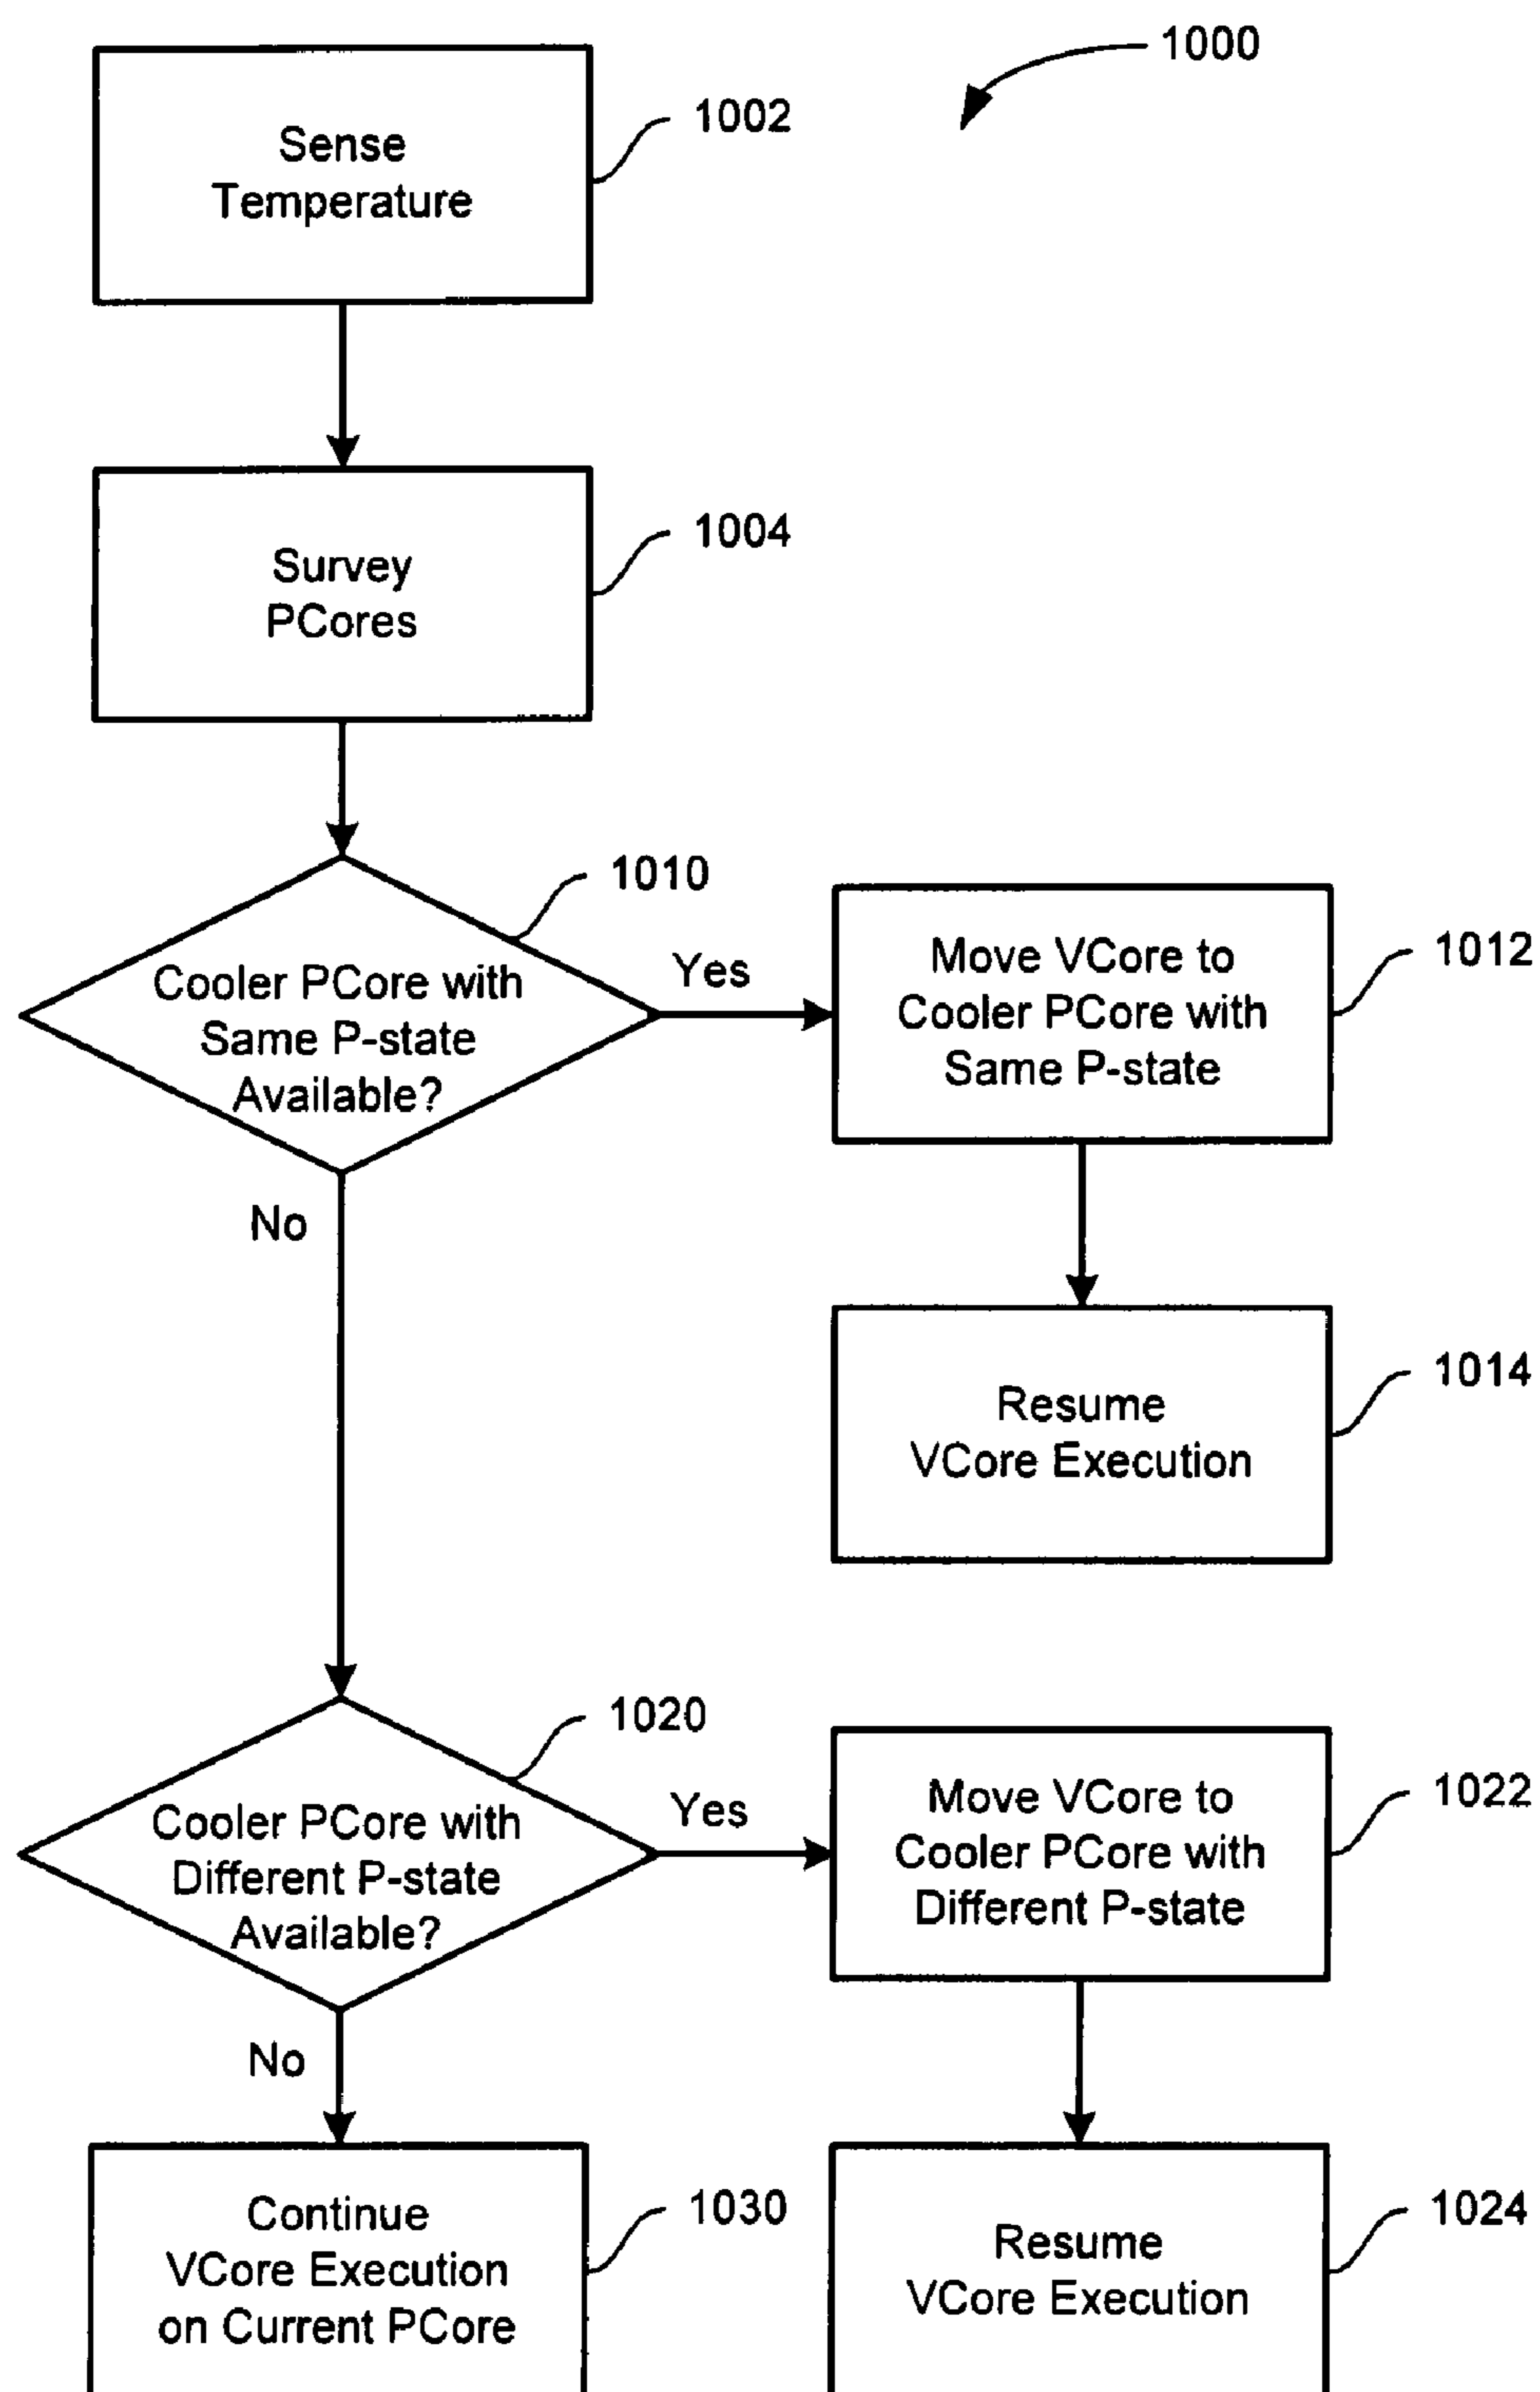 1000
Sense
Temperature
1002
Survey
PCores
1004
1010
Cooler PCore with
Same P-state
Available?
Yes
Move VCore to
Cooler PCore with
Same P-state
1012
No
Resume
VCore Execution
1014
1020
Cooler PCore with
Different P-state
Available?
Yes
Move VCore to
Cooler PCore with
Different P-state
1022
No
Continue
VCore Execution
on Current PCore
1030
Resume
VCore Execution
1024